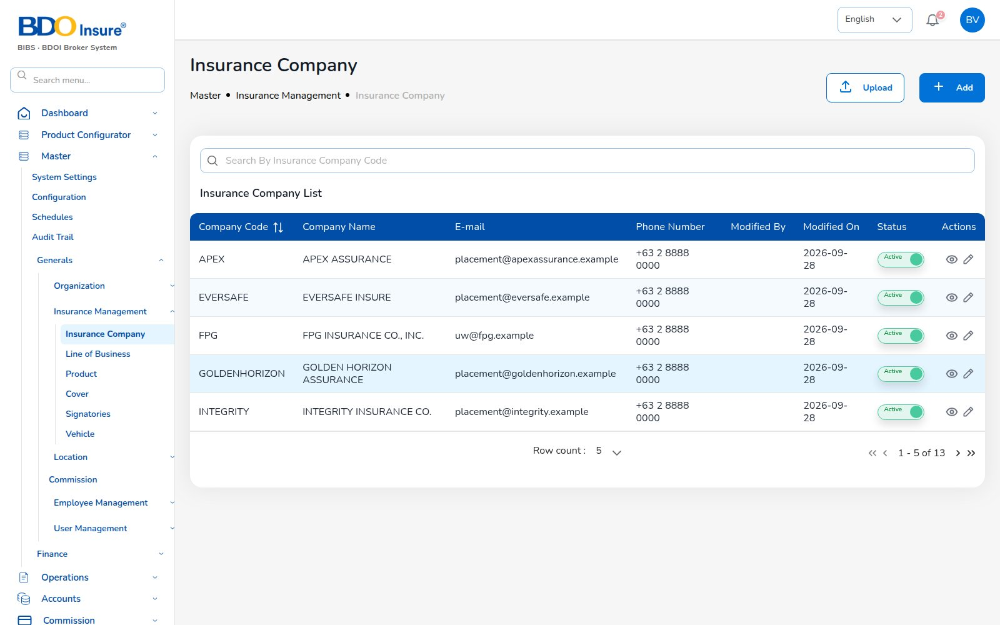 BDO Insure®
BIBS · BDOI Broker System
Search menu...
Dashboard
Product Configurator
Master
System Settings
Configuration
Schedules
Audit Trail
Generals
Organization
Insurance Management
Insurance Company
Line of Business
Product
Cover
Signatories
Vehicle
Location
Commission
Employee Management
User Management
Finance
Operations
Accounts
Commission
English
2
BV
Insurance Company
Master • Insurance Management • Insurance Company
Upload
Add
Search By Insurance Company Code
Insurance Company List
Company Code Company Name E-mail Phone Number Modified By Modified On Status Actions
APEX APEX ASSURANCE placement@apexassurance.example +63 2 8888 0000 2026-09-28 Active
EVERSAFE EVERSAFE INSURE placement@eversafe.example +63 2 8888 0000 2026-09-28 Active
FPG FPG INSURANCE CO., INC. uw@fpg.example +63 2 8888 0000 2026-09-28 Active
GOLDENHORIZON GOLDEN HORIZON ASSURANCE placement@goldenhorizon.example +63 2 8888 0000 2026-09-28 Active
INTEGRITY INTEGRITY INSURANCE CO. placement@integrity.example +63 2 8888 0000 2026-09-28 Active
Row count : 5
1 - 5 of 13